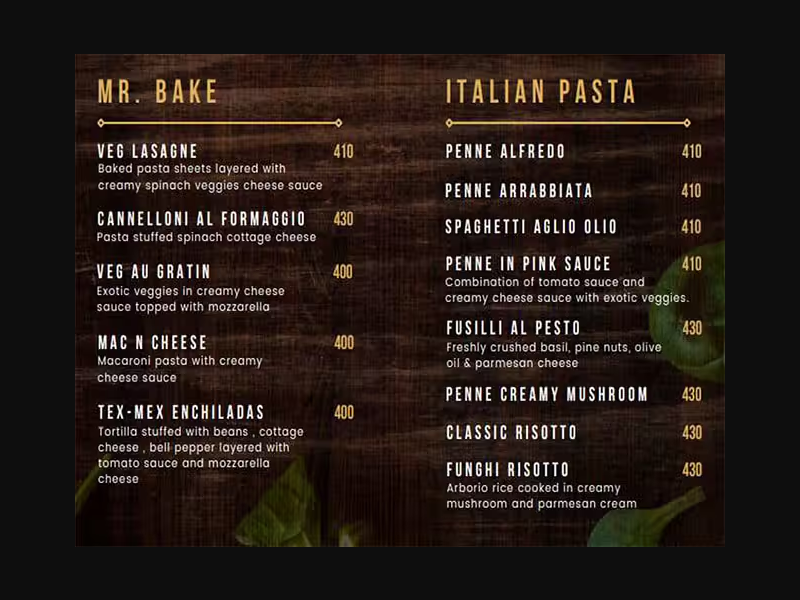 MR. BAKE
VEG LASAGNE 410
Baked pasta sheets layered with
creamy spinach veggies cheese sauce
CANNELLONI AL FORMAGGIO 430
Pasta stuffed spinach cottage cheese
VEG AU GRATIN 400
Exotic veggies in creamy cheese
sauce topped with mozzarella
MAC N CHEESE 400
Macaroni pasta with creamy
cheese sauce
TEX-MEX ENCHILADAS 400
Tortilla stuffed with beans , cottage
cheese , bell pepper layered with
tomato sauce and mozzarella
cheese
ITALIAN PASTA
PENNE ALFREDO 410
PENNE ARRABBIATA 410
SPAGHETTI AGLIO OLIO 410
PENNE IN PINK SAUCE 410
Combination of tomato sauce and
creamy cheese sauce with exotic veggies.
FUSILLI AL PESTO 430
Freshly crushed basil, pine nuts, olive
oil & parmesan cheese
PENNE CREAMY MUSHROOM 430
CLASSIC RISOTTO 430
FUNGHI RISOTTO 430
Arborio rice cooked in creamy
mushroom and parmesan cream